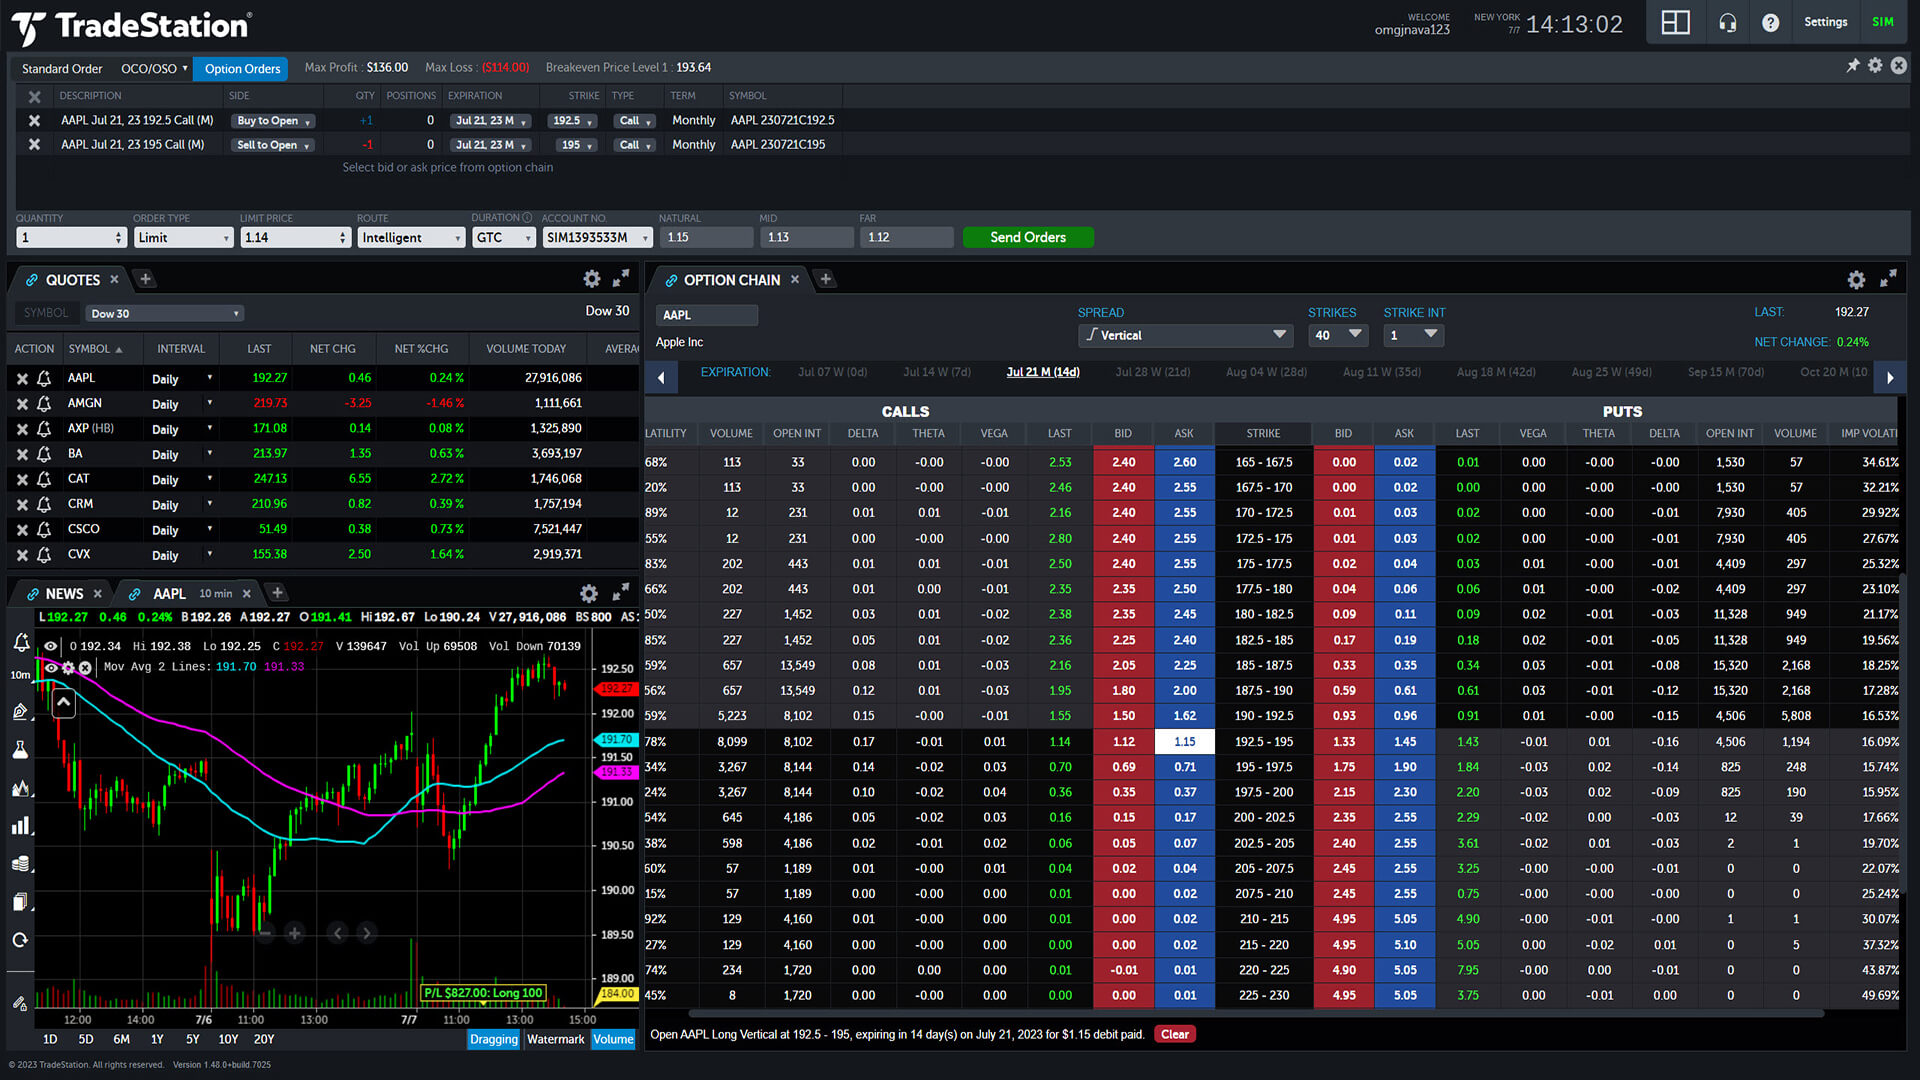 TradeStation®
WELCOME
omgjnava123
NEW YORK
7/7 14:13:02
Settings
SIM
Standard Order OCO/OSO Option Orders Max Profit : $136.00 Max Loss : ($114.00) Breakeven Price Level 1 : 193.64
DESCRIPTION SIDE QTY POSITIONS EXPIRATION STRIKE TYPE TERM SYMBOL
AAPL Jul 21, 23 192.5 Call (M) Buy to Open +1 0 Jul 21, 23 M 192.5 Call Monthly AAPL 230721C192.5
AAPL Jul 21, 23 195 Call (M) Sell to Open -1 0 Jul 21, 23 M 195 Call Monthly AAPL 230721C195
Select bid or ask price from option chain
QUANTITY ORDER TYPE LIMIT PRICE ROUTE DURATION ACCOUNT NO. NATURAL MID FAR
1 Limit 1.14 Intelligent GTC SIM1393533M 1.15 1.13 1.12 Send Orders
QUOTES
SYMBOL Dow 30 Dow 30
ACTION SYMBOL INTERVAL LAST NET CHG NET %CHG VOLUME TODAY AVERA
AAPL Daily 192.27 0.46 0.24 % 27,916,086
AMGN Daily 219.73 -3.25 -1.46 % 1,111,661
AXP (HB) Daily 171.08 0.14 0.08 % 1,325,890
BA Daily 213.97 1.35 0.63 % 3,693,197
CAT Daily 247.13 6.55 2.72 % 1,746,068
CRM Daily 210.96 0.82 0.39 % 1,757,194
CSCO Daily 51.49 0.38 0.73 % 7,521,447
CVX Daily 155.38 2.50 1.64 % 2,919,371
NEWS AAPL 10 min
L 192.27 0.46 0.24% B 192.26 A 192.27 O 191.41 Hi 192.67 Lo 190.24 V 27,916,086 BS 800 AS
O 192.34 Hi 192.38 Lo 192.25 C 192.27 V 139647 Vol Up 69508 Vol Down 70139
Mov Avg 2 Lines: 191.70 191.33
10m
192.50
192.27
192.00
191.70
191.50
191.33
191.00
190.50
190.00
189.50
189.00
184.00
P/L $827.00: Long 100
12:00 14:00 7/6 11:00 13:00 7/7 11:00 13:00 15:00
1D 5D 6M 1Y 5Y 10Y 20Y Dragging Watermark Volume
OPTION CHAIN
AAPL
Apple Inc
SPREAD STRIKES STRIKE INT
Vertical 40 1
LAST: 192.27
NET CHANGE: 0.24%
EXPIRATION: Jul 07 W (0d) Jul 14 W (7d) Jul 21 M (14d) Jul 28 W (21d) Aug 04 W (28d) Aug 11 W (35d) Aug 18 M (42d) Aug 25 W (49d) Sep 15 M (70d) Oct 20 M (10
CALLS PUTS
LATILITY VOLUME OPEN INT DELTA THETA VEGA LAST BID ASK STRIKE BID ASK LAST VEGA THETA DELTA OPEN INT VOLUME IMP VOLATI
68% 113 33 0.00 -0.00 -0.00 2.53 2.40 2.60 165 - 167.5 0.00 0.02 0.01 0.00 -0.00 -0.00 1,530 57 34.61%
20% 113 33 0.00 -0.00 -0.00 2.46 2.40 2.55 167.5 - 170 0.00 0.02 0.00 0.00 -0.00 -0.00 1,530 57 32.21%
89% 12 231 0.01 0.01 -0.01 2.16 2.40 2.55 170 - 172.5 0.01 0.03 0.02 0.00 -0.00 -0.01 7,930 405 29.92%
55% 12 231 0.00 0.00 -0.01 2.80 2.40 2.55 172.5 - 175 0.01 0.03 0.02 0.00 -0.00 -0.01 7,930 405 27.67%
83% 202 443 0.01 0.01 -0.01 2.50 2.40 2.55 175 - 177.5 0.02 0.04 0.03 0.01 -0.00 -0.01 4,409 297 25.32%
66% 202 443 0.01 0.00 -0.01 2.35 2.35 2.50 177.5 - 180 0.04 0.06 0.06 0.01 -0.00 -0.01 4,409 297 23.10%
50% 227 1,452 0.03 0.01 -0.02 2.38 2.35 2.45 180 - 182.5 0.09 0.11 0.09 0.02 -0.01 -0.03 11,328 949 21.17%
85% 227 1,452 0.05 0.01 -0.02 2.36 2.25 2.40 182.5 - 185 0.17 0.19 0.18 0.02 -0.01 -0.05 11,328 949 19.56%
59% 657 13,549 0.08 0.01 -0.03 2.16 2.05 2.25 185 - 187.5 0.33 0.35 0.34 0.03 -0.01 -0.08 15,320 2,168 18.25%
56% 657 13,549 0.12 0.01 -0.03 1.95 1.80 2.00 187.5 - 190 0.59 0.61 0.61 0.03 -0.01 -0.12 15,320 2,168 17.28%
59% 5,223 8,102 0.15 -0.00 -0.01 1.55 1.50 1.62 190 - 192.5 0.93 0.96 0.91 0.01 -0.00 -0.15 4,506 5,808 16.53%
78% 8,099 8,102 0.17 -0.01 0.01 1.14 1.12 1.15 192.5 - 195 1.33 1.45 1.43 -0.01 0.01 -0.16 4,506 1,194 16.09%
34% 3,267 8,144 0.14 -0.02 0.03 0.70 0.69 0.71 195 - 197.5 1.75 1.90 1.84 -0.03 0.02 -0.14 825 248 15.74%
24% 3,267 8,144 0.10 -0.02 0.04 0.36 0.35 0.37 197.5 - 200 2.15 2.30 2.20 -0.03 0.02 -0.09 825 190 15.95%
54% 645 4,186 0.05 -0.02 0.03 0.16 0.15 0.17 200 - 202.5 2.35 2.55 2.29 -0.02 0.00 -0.03 12 39 17.66%
38% 598 4,186 0.02 -0.01 0.02 0.06 0.05 0.07 202.5 - 205 2.40 2.55 3.61 -0.02 0.01 -0.03 2 1 19.70%
60% 57 1,189 0.01 -0.00 0.01 0.04 0.02 0.04 205 - 207.5 2.45 2.55 3.25 -0.00 -0.00 -0.00 0 0 22.07%
15% 57 1,189 0.00 -0.00 0.00 0.01 0.00 0.02 207.5 - 210 2.45 2.55 0.75 -0.00 -0.00 -0.00 0 0 25.24%
92% 129 4,160 0.01 -0.00 0.00 0.01 0.00 0.02 210 - 215 4.95 5.05 4.90 -0.00 -0.01 -0.00 1 1 30.07%
27% 129 4,160 0.00 -0.00 0.00 0.00 0.00 0.02 215 - 220 4.95 5.10 5.05 0.00 -0.02 0.01 0 5 37.32%
74% 234 1,720 0.00 0.00 0.00 0.01 -0.01 0.01 220 - 225 4.90 5.05 7.95 -0.00 0.00 -0.01 0 0 43.87%
45% 8 1,720 0.00 -0.00 0.00 0.00 0.00 0.01 225 - 230 4.95 5.05 3.75 0.00 -0.01 0.00 0 0 49.69%
Open AAPL Long Vertical at 192.5 - 195, expiring in 14 day(s) on July 21, 2023 for $1.15 debit paid. Clear
© 2023 TradeStation. All rights reserved. Version 1.48.0+build.7025